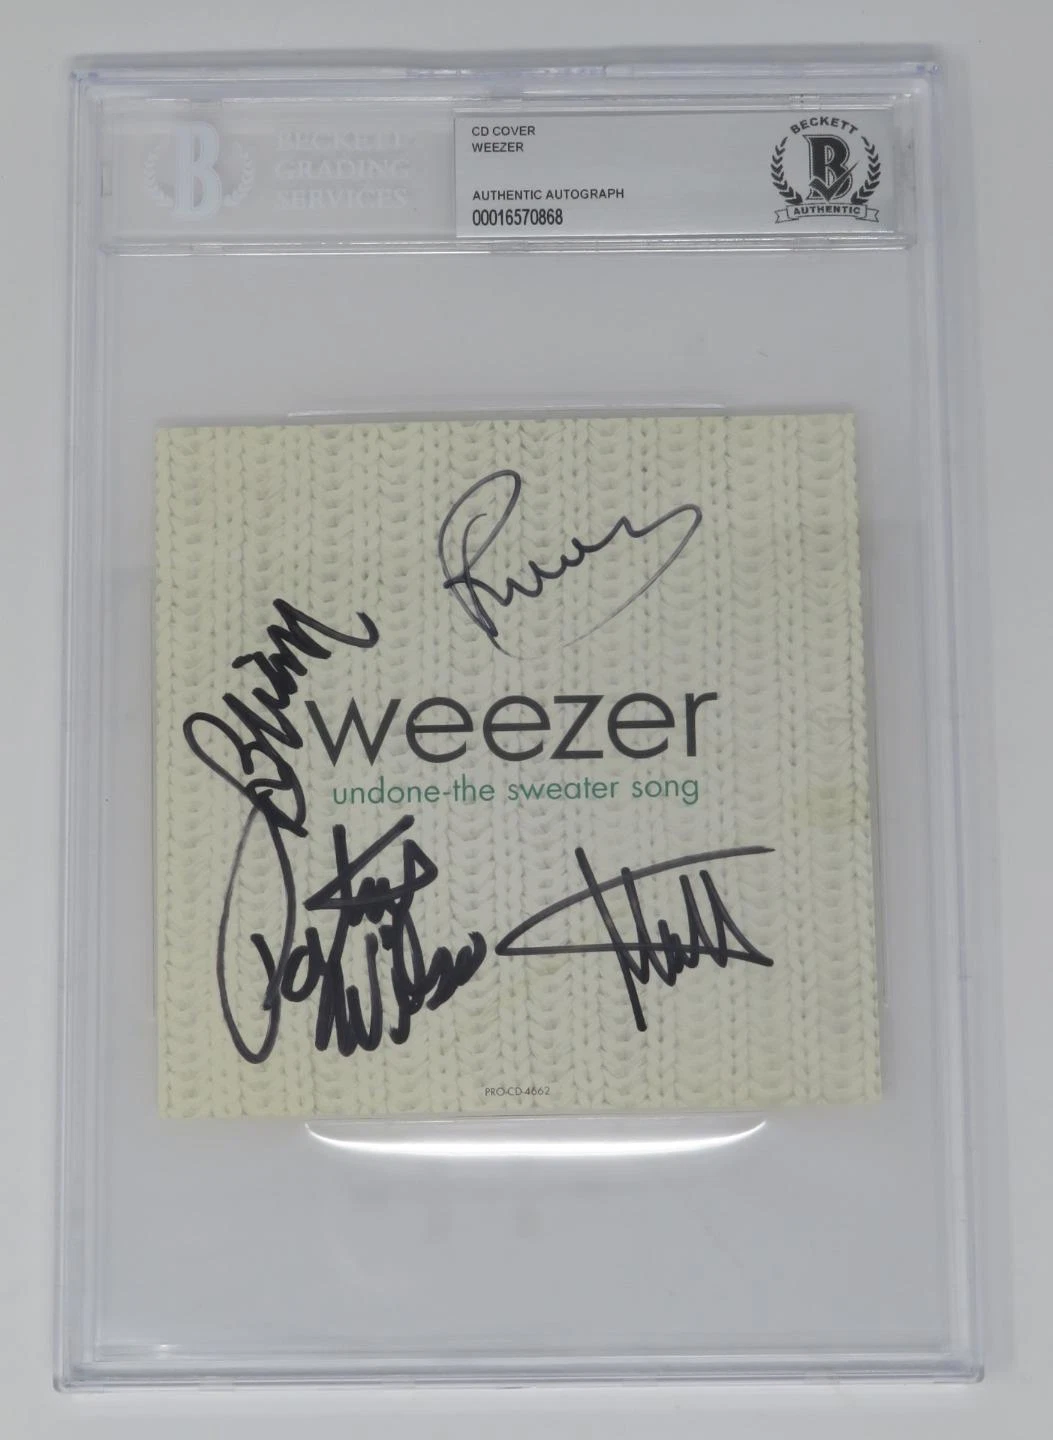 B
BECKETT
GRADING
SERVICES
CD COVER
WEEZER
AUTHENTIC AUTOGRAPH
00016570868
BECKETT
B
AUTHENTIC
weezer
undone-the sweater song
Wilson
PRO-CD-4662